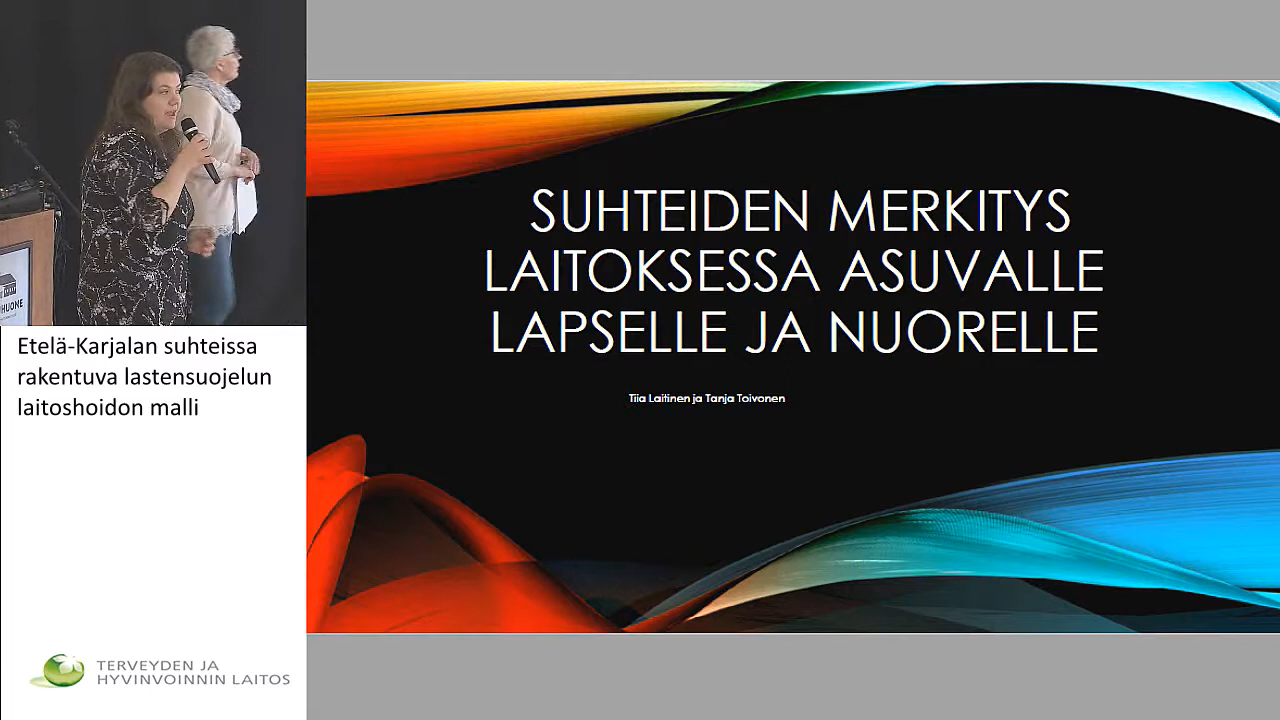 SUHTEIDEN MERKITYS
LAITOKSESSA ASUVALLE
LAPSELLE JA NUORELLE
Tiia Laitinen ja Tanja Toivonen
Etelä-Karjalan suhteissa
rakentuva lastensuojelun
laitoshoidon malli
TERVEYDEN JA
HYVINVOINNIN LAITOS